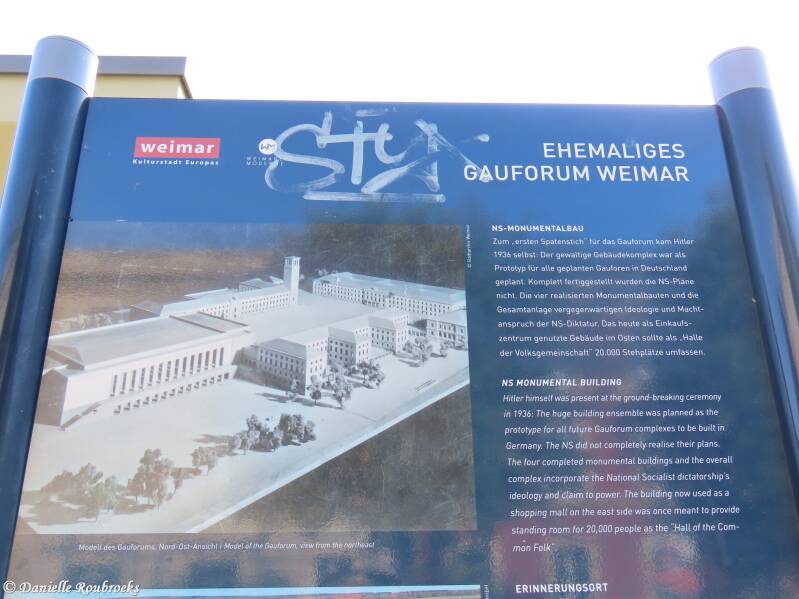 weimar
Kulturstadt Europas
WM
WEIMAR
MODERNE
Stux
EHEMALIGES
GAUFORUM WEIMAR
© Stadtarchiv Weimar
NS-MONUMENTALBAU
Zum „ersten Spatenstich“ für das Gauforum kam Hitler
1936 selbst: Der gewaltige Gebäudekomplex war als
Prototyp für alle geplanten Gauforen in Deutschland
geplant. Komplett fertiggestellt wurden die NS-Pläne
nicht. Die vier realisierten Monumentalbauten und die
Gesamtanlage vergegenwärtigen Ideologie und Macht-
anspruch der NS-Diktatur. Das heute als Einkaufs-
zentrum genutzte Gebäude im Osten sollte als „Halle
der Volksgemeinschaft“ 20.000 Stehplätze umfassen.
NS MONUMENTAL BUILDING
Hitler himself was present at the ground-breaking ceremony
in 1936: The huge building ensemble was planned as the
prototype for all future Gauforum complexes to be built in
Germany. The NS did not completely realise their plans.
The four completed monumental buildings and the overall
complex incorporate the National Socialist dictatorship's
ideology and claim to power. The building now used as a
shopping mall on the east side was once meant to provide
standing room for 20,000 people as the "Hall of the Com-
mon Folk".
Modell des Gauforums, Nord-Ost-Ansicht | Model of the Gauforum, view from the northeast
ERINNERUNGSORT
© Danielle Roubroeks